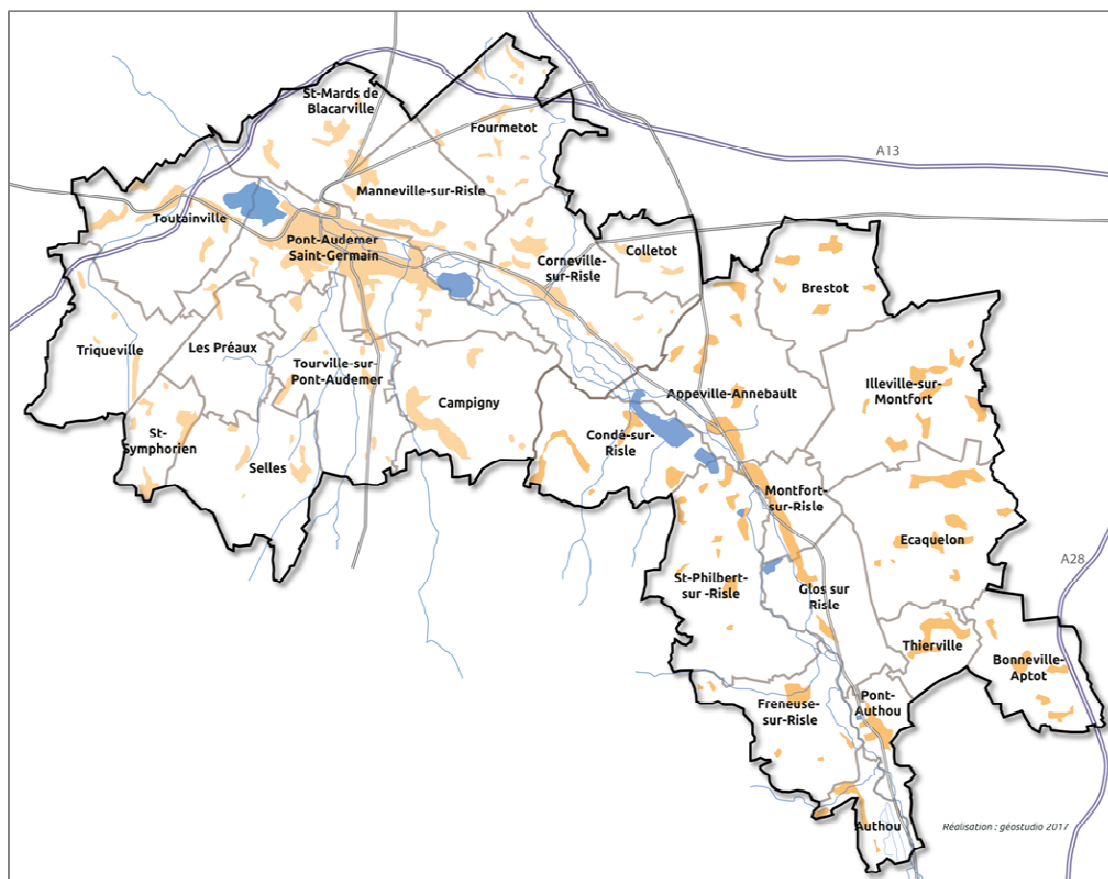 St-Mards de
Blacarville
Fourmetot
A13
Manneville-sur-Risle
Toutainville
Pont-Audemer
Saint-Germain
Corneville-
sur-Risle
Colletot
Brestot
Triqueville
Les Préaux
Tourville-sur-
Pont-Audemer
Campigny
Appeville-Annebault
Illeville-sur-
Montfort
St-
Symphorien
Selles
Condé-sur-
Risle
Montfort-
sur-Risle
Ecaquelon
A28
St-Philbert-
sur -Risle
Glos sur
Risle
Thierville
Bonneville-
Aptot
Freneuse-
sur-Risle
Pont-
Authou
Authou
Réalisation : géostudio 2017